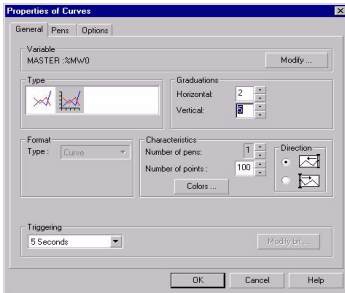 Properties of Curves
General Pens Options
Variable
MASTER :%MW0
Modify ...
Type
Graduations
Horizontal: 2
Vertical: 5
Format
Type : Curve
Characteristics
Number of pens: 1
Number of points : 100
Colors ...
Direction
Triggering
5 Seconds
Modify bit ...
OK Cancel Help